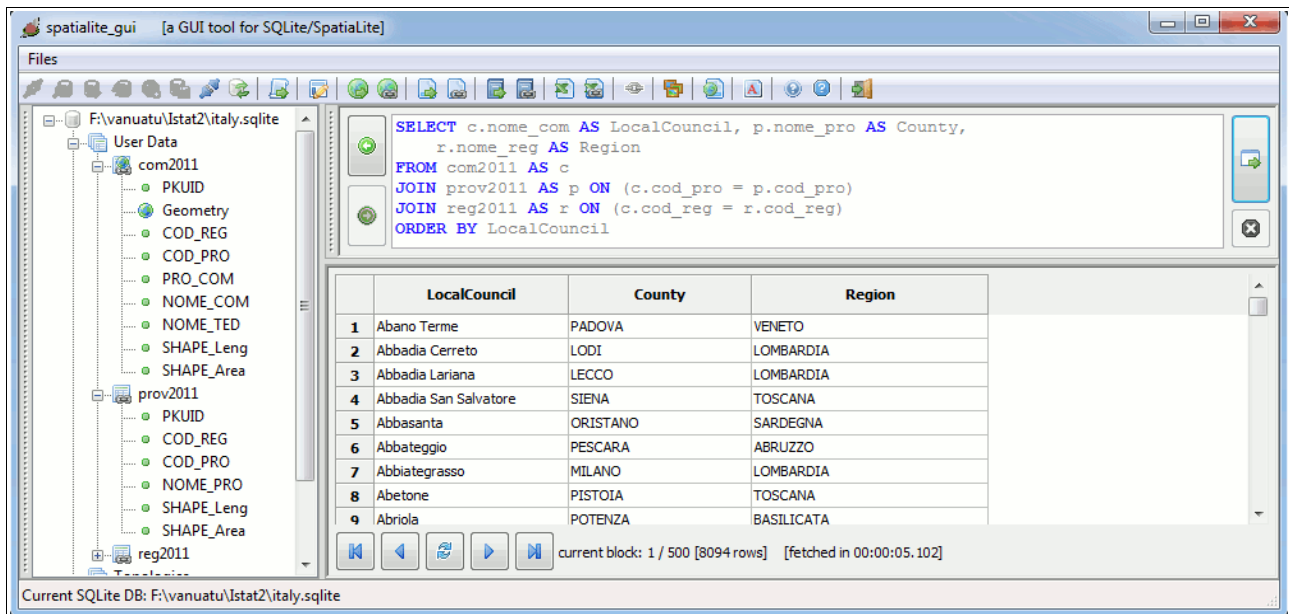 spatialite_gui [a GUI tool for SQLite/SpatiaLite]
Files
F:\vanuatu\Istat2\italy.sqlite
User Data
com2011
PKUID
Geometry
COD_REG
COD_PRO
PRO_COM
NOME_COM
NOME_TED
SHAPE_Leng
SHAPE_Area
prov2011
PKUID
COD_REG
COD_PRO
NOME_PRO
SHAPE_Leng
SHAPE_Area
reg2011
SELECT c.nome_com AS LocalCouncil, p.nome_pro AS County,
r.nome_reg AS Region
FROM com2011 AS c
JOIN prov2011 AS p ON (c.cod_pro = p.cod_pro)
JOIN reg2011 AS r ON (c.cod_reg = r.cod_reg)
ORDER BY LocalCouncil
LocalCouncil County Region
1 Abano Terme PADOVA VENETO
2 Abbadia Cerreto LODI LOMBARDIA
3 Abbadia Lariana LECCO LOMBARDIA
4 Abbadia San Salvatore SIENA TOSCANA
5 Abbasanta ORISTANO SARDEGNA
6 Abbateggio PESCARA ABRUZZO
7 Abbiategrasso MILANO LOMBARDIA
8 Abetone PISTOIA TOSCANA
9 Abriola POTENZA BASILICATA
current block: 1 / 500 [8094 rows] [fetched in 00:00:05.102]
Current SQLite DB: F:\vanuatu\Istat2\italy.sqlite